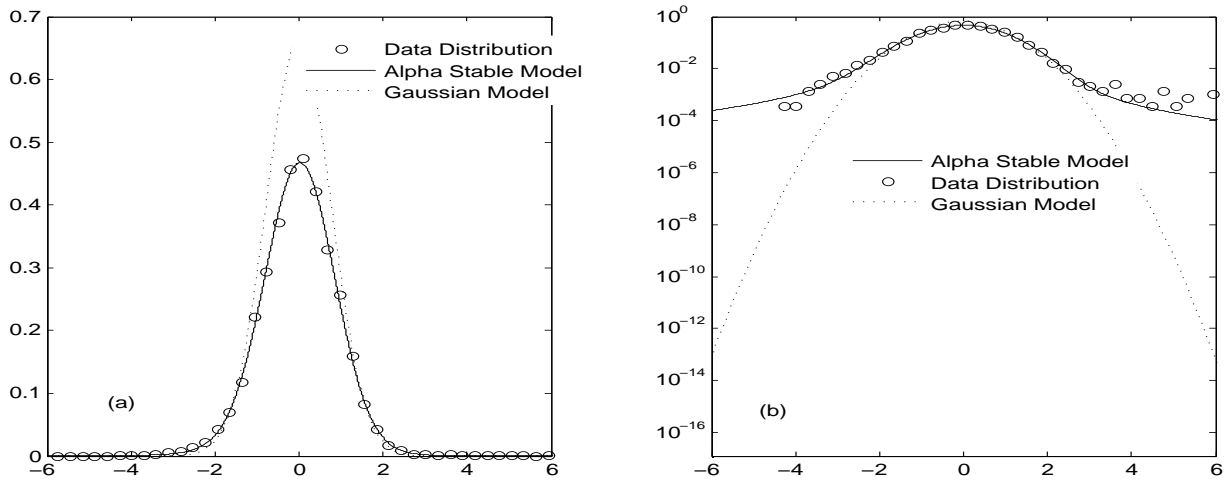 0.7
0.6
0.5
0.4
0.3
0.2
0.1
0
−6 −4 −2 0 2 4 6
Data Distribution
Alpha Stable Model
Gaussian Model
(a)
10^0
10^−2
10^−4
10^−6
10^−8
10^−10
10^−12
10^−14
10^−16
−6 −4 −2 0 2 4 6
Alpha Stable Model
Data Distribution
Gaussian Model
(b)